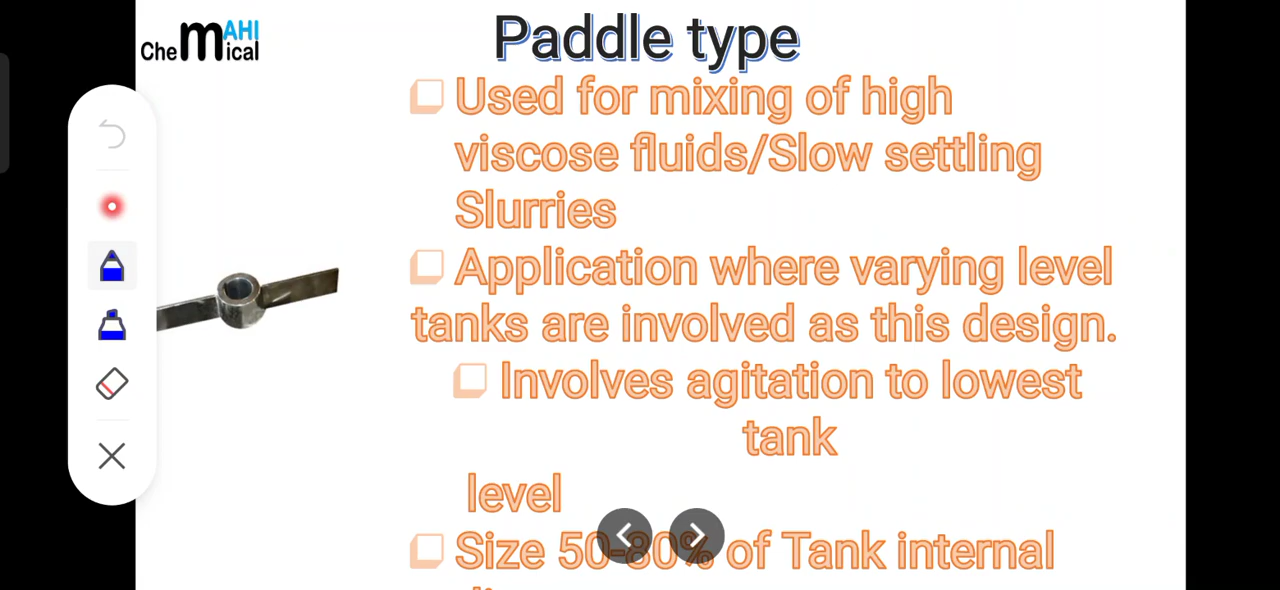 CheMAHIical
Paddle type
Used for mixing of high
viscose fluids/Slow settling
Slurries
Application where varying level
tanks are involved as this design.
Involves agitation to lowest
tank
level
Size 50-80% of Tank internal